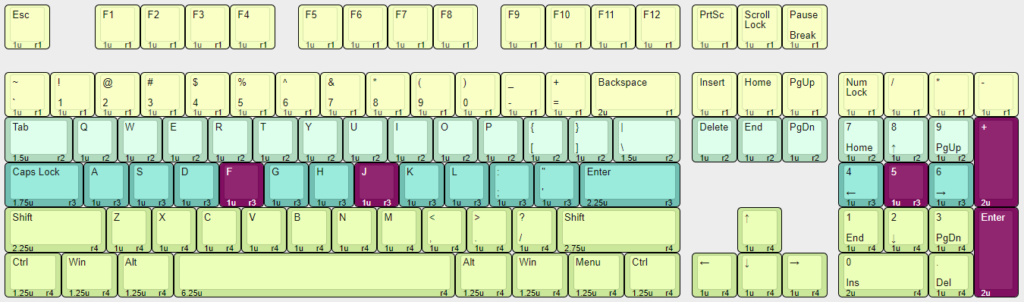 Esc F1 F2 F3 F4 F5 F6 F7 F8 F9 F10 F11 F12 PrtSc Scroll Lock Pause Break
1u r1 1u r1 1u r1 1u r1 1u r1 1u r1 1u r1 1u r1 1u r1 1u r1 1u r1 1u r1 1u r1 1u r1 1u r1 1u r1
~ ! @ # $ % ^ & * ( ) _ + Backspace Insert Home PgUp Num Lock / * -
` 1 2 3 4 5 6 7 8 9 0 - =
1u r1 1u r1 1u r1 1u r1 1u r1 1u r1 1u r1 1u r1 1u r1 1u r1 1u r1 1u r1 1u r1 2u r1 1u r1 1u r1 1u r1 1u r1 1u r1 1u r1 1u r1
Tab Q W E R T Y U I O P { } | Delete End PgDn 7 8 9 +
[ ] \ Home ↑ PgUp
1.5u r2 1u r2 1u r2 1u r2 1u r2 1u r2 1u r2 1u r2 1u r2 1u r2 1u r2 1u r2 1u r2 1.5u r2 1u r2 1u r2 1u r2 1u r2 1u r2 1u r2
Caps Lock A S D F G H J K L : " Enter 4 5 6
; ' ← →
1.75u r3 1u r3 1u r3 1u r3 1u r3 1u r3 1u r3 1u r3 1u r3 1u r3 1u r3 1u r3 2.25u r3 1u r3 1u r3 1u r3 2u
Shift Z X C V B N M < > ? Shift ↑ 1 2 3 Enter
, . / End ↓ PgDn
2.25u r4 1u r4 1u r4 1u r4 1u r4 1u r4 1u r4 1u r4 1u r4 1u r4 1u r4 2.75u r4 1u r4 1u r4 1u r4 1u r4
Ctrl Win Alt Alt Win Menu Ctrl ← ↓ → 0 .
Ins Del
1.25u r4 1.25u r4 1.25u r4 6.25u r4 1.25u r4 1.25u r4 1.25u r4 1.25u r4 1u r4 1u r4 1u r4 2u r4 1u r4 2u